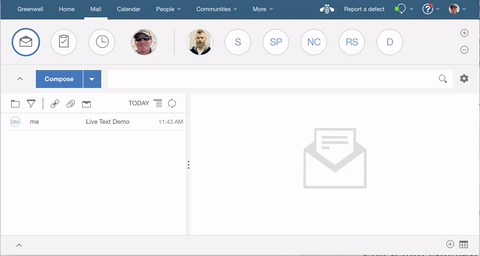 Greenwell Home Mail Calendar People Communities More Report a defect
S SP NC RS D
Compose
TODAY
MW me Live Text Demo 11:43 AM